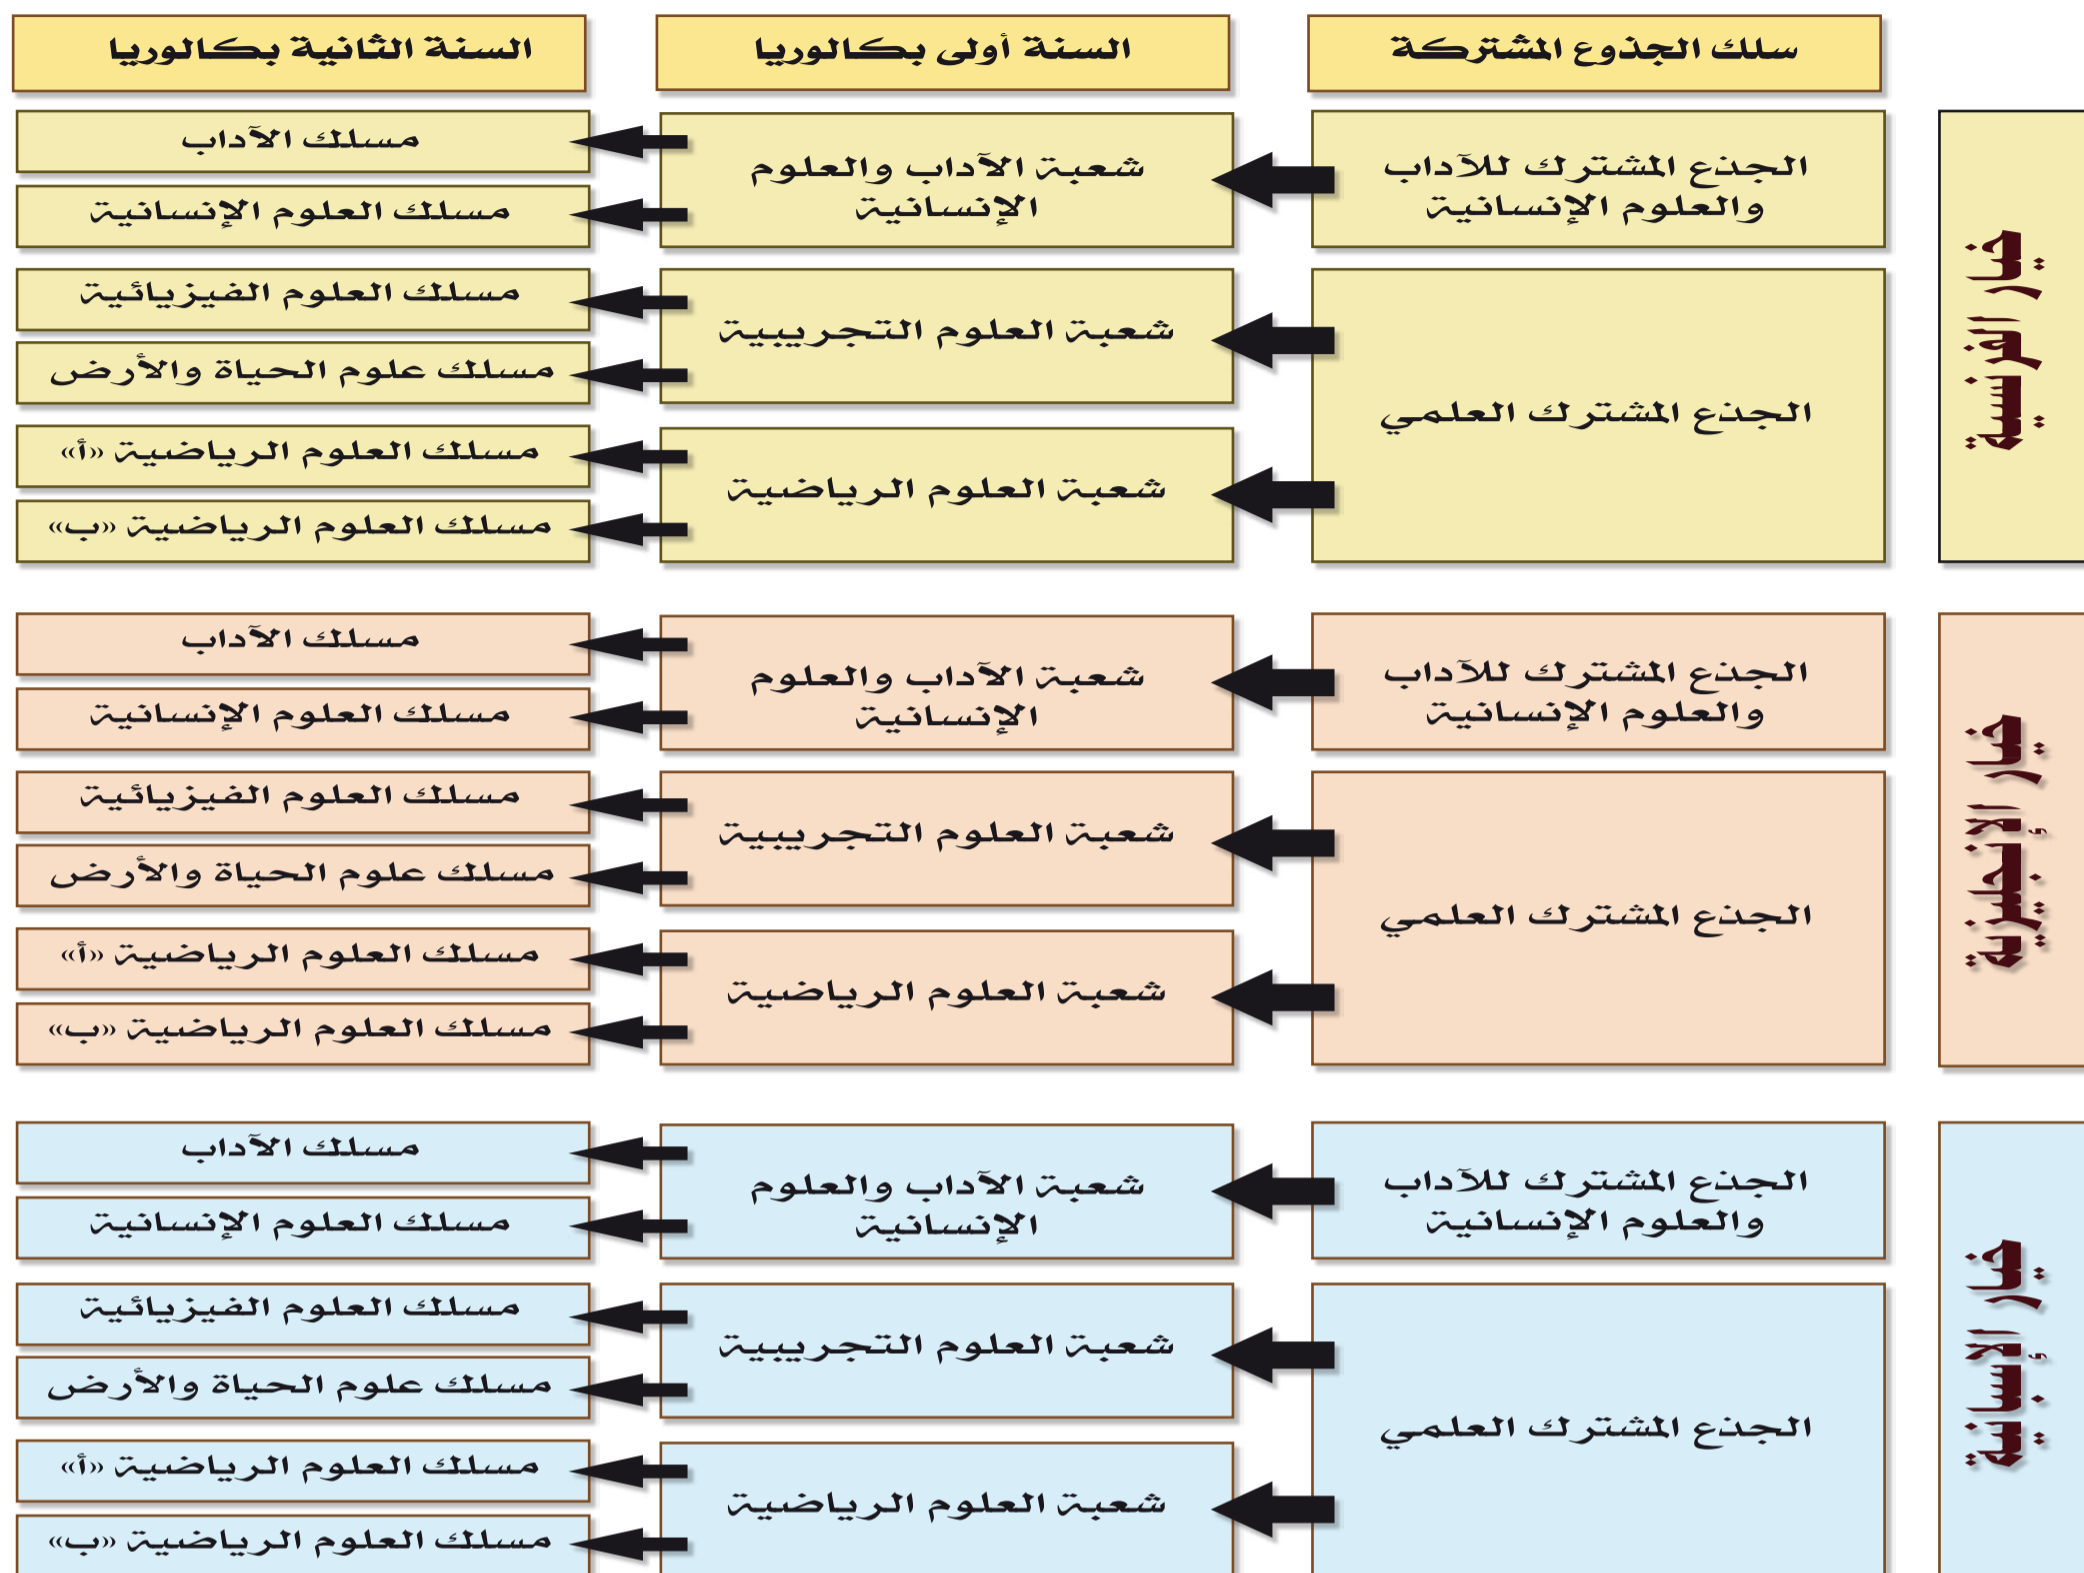 سلك الجذوع المشتركة
السنة أولى بكالوريا
السنة الثانية بكالوريا
خيار الفرنسية
الجذع المشترك للآداب
والعلوم الإنسانية
شعبة الآداب والعلوم
الإنسانية
مسلك الآداب
مسلك العلوم الإنسانية
الجذع المشترك العلمي
شعبة العلوم التجريبية
مسلك العلوم الفيزيائية
مسلك علوم الحياة والأرض
شعبة العلوم الرياضية
مسلك العلوم الرياضية «أ»
مسلك العلوم الرياضية «ب»
خيار الأنجليزية
الجذع المشترك للآداب
والعلوم الإنسانية
شعبة الآداب والعلوم
الإنسانية
مسلك الآداب
مسلك العلوم الإنسانية
الجذع المشترك العلمي
شعبة العلوم التجريبية
مسلك العلوم الفيزيائية
مسلك علوم الحياة والأرض
شعبة العلوم الرياضية
مسلك العلوم الرياضية «أ»
مسلك العلوم الرياضية «ب»
خيار الأسبانية
الجذع المشترك للآداب
والعلوم الإنسانية
شعبة الآداب والعلوم
الإنسانية
مسلك الآداب
مسلك العلوم الإنسانية
الجذع المشترك العلمي
شعبة العلوم التجريبية
مسلك العلوم الفيزيائية
مسلك علوم الحياة والأرض
شعبة العلوم الرياضية
مسلك العلوم الرياضية «أ»
مسلك العلوم الرياضية «ب»